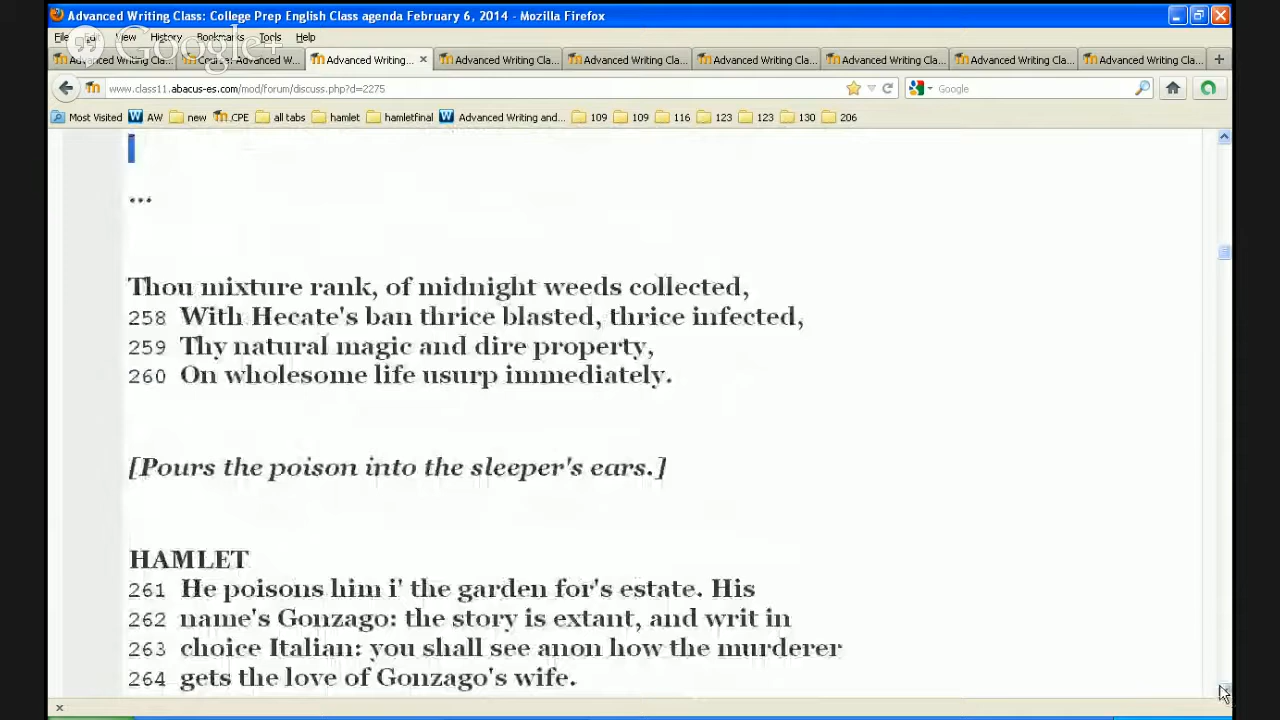 Advanced Writing Class: College Prep English Class agenda February 6, 2014 - Mozilla Firefox
File Edit View History Bookmarks Tools Help
Google+
Advanced Writing Cla... Course: Advanced W... Advanced Writing... Advanced Writing Cla... Advanced Writing Cla... Advanced Writing Cla... Advanced Writing Cla... Advanced Writing Cla... Advanced Writing Cla...
www.class11.abacus-es.com/mod/forum/discuss.php?d=2275 Google
Most Visited AW new .CPE all tabs hamlet hamletfinal Advanced Writing and... 109 109 116 123 123 130 206
...
Thou mixture rank, of midnight weeds collected,
258 With Hecate's ban thrice blasted, thrice infected,
259 Thy natural magic and dire property,
260 On wholesome life usurp immediately.
[Pours the poison into the sleeper's ears.]
HAMLET
261 He poisons him i' the garden for's estate. His
262 name's Gonzago: the story is extant, and writ in
263 choice Italian: you shall see anon how the murderer
264 gets the love of Gonzago's wife.